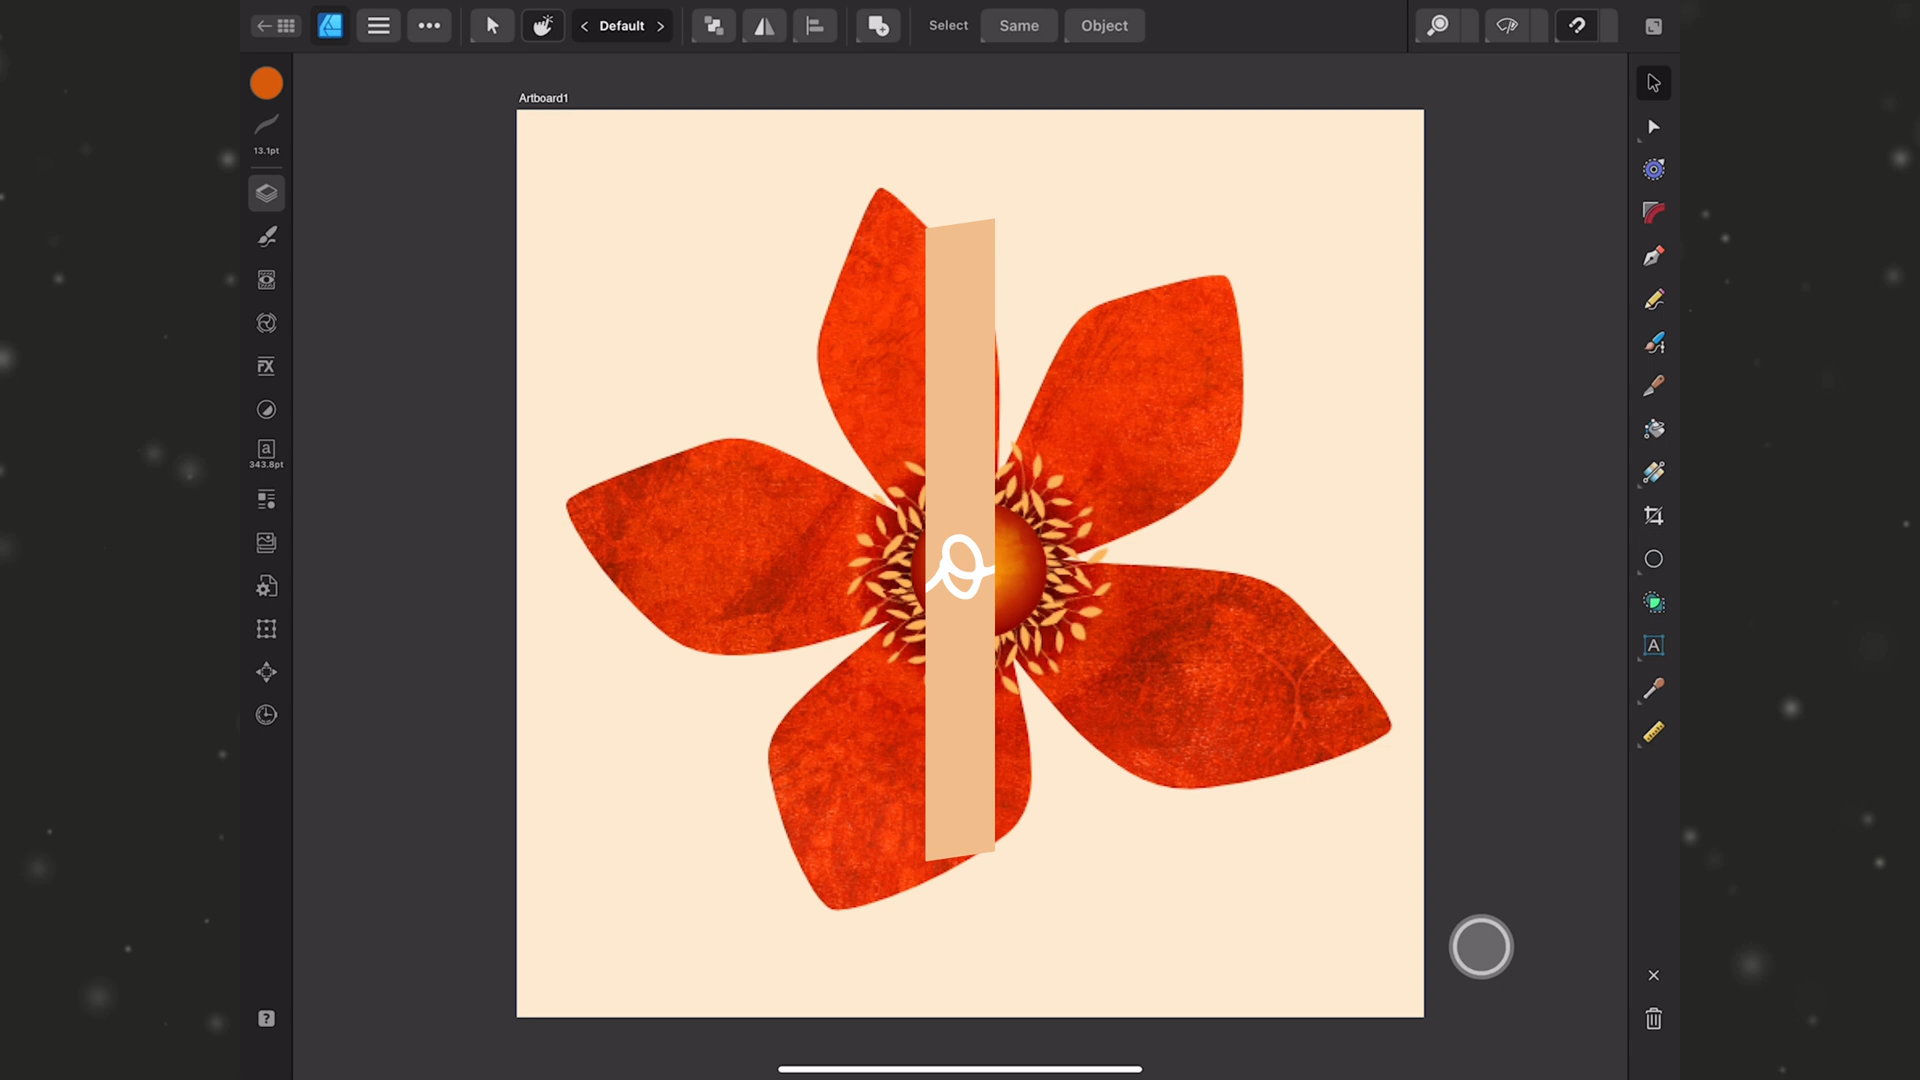 Default
Select
Same
Object
Artboard1
13.1pt
FX
a
343.8pt
A
o
?